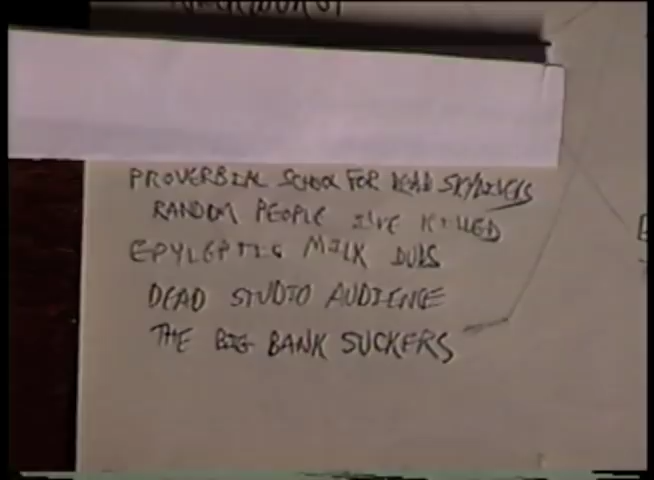 PROVERBIAL SCHOOL FOR DEAD SKYDIVERS
RANDOM PEOPLE I'VE KILLED
EPYLEPTIC MILK DUDS
DEAD STUDIO AUDIENCE
THE BIG BANK SUCKERS